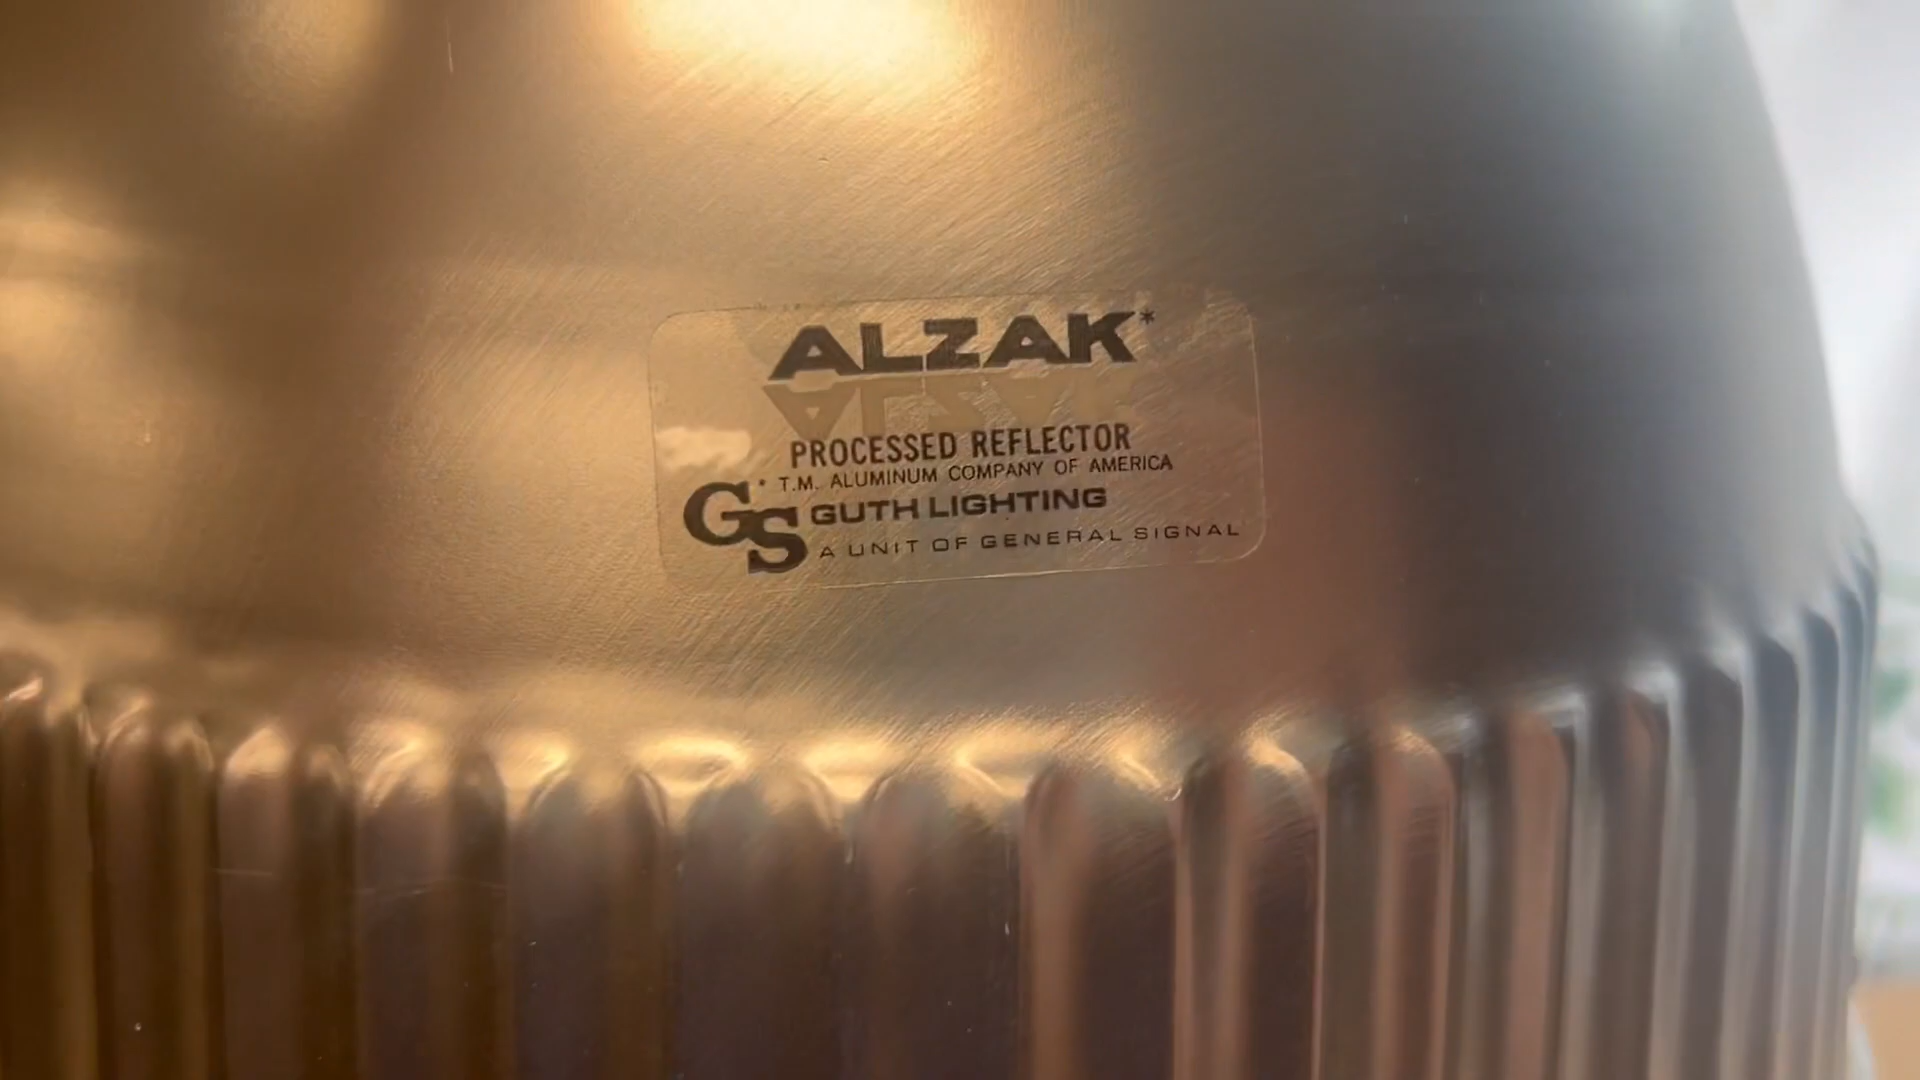 ALZAK*
PROCESSED REFLECTOR
* T.M. ALUMINUM COMPANY OF AMERICA
GS GUTH LIGHTING
A UNIT OF GENERAL SIGNAL